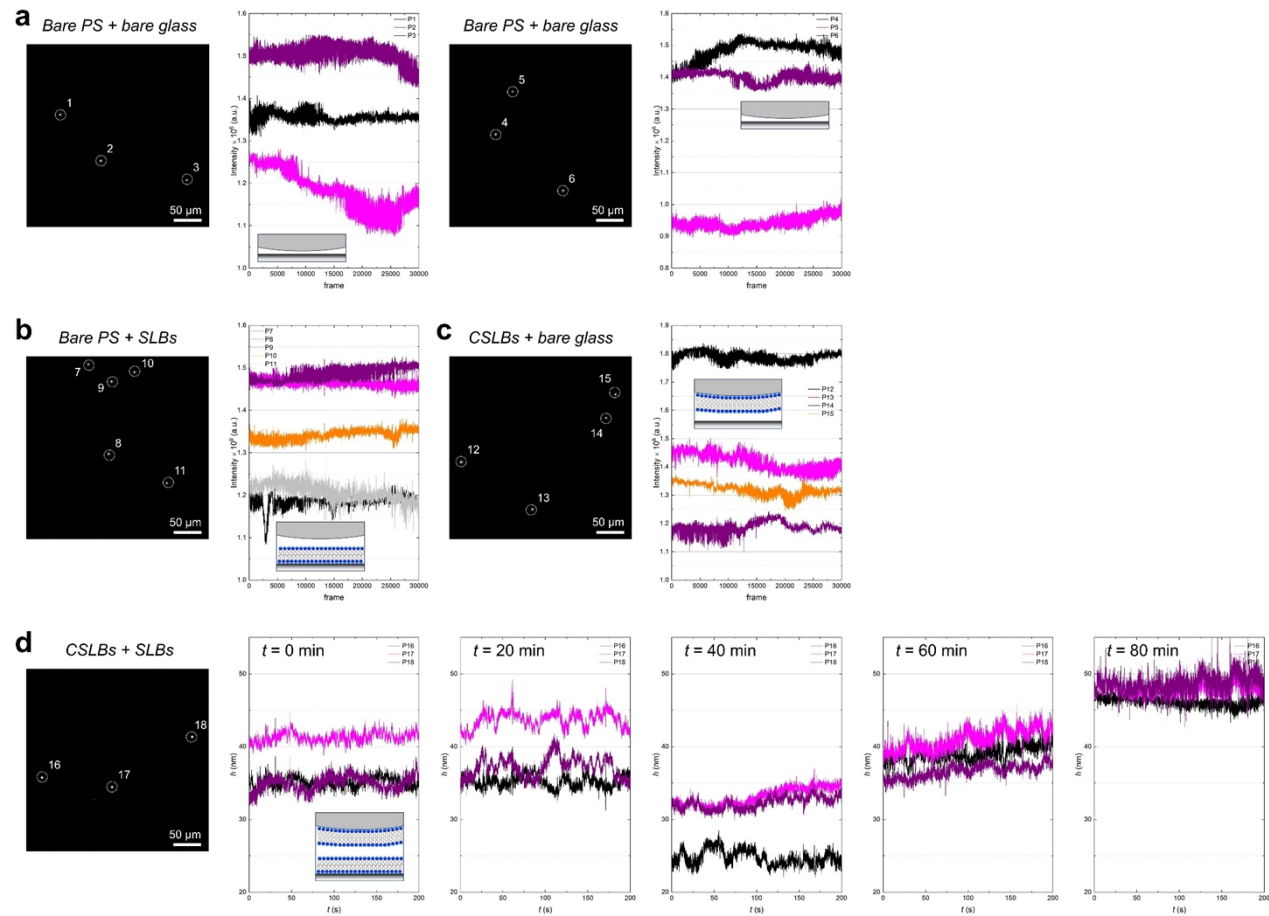 a
Bare PS + bare glass
1
2
3
50 µm
P1
P2
P3
1.6
1.5
1.4
1.3
1.2
1.1
1.0
Intensity × 10⁶ (a.u.)
0 5000 10000 15000 20000 25000 30000
frame
Bare PS + bare glass
5
4
6
50 µm
P4
P5
P6
1.6
1.5
1.4
1.3
1.2
1.1
1.0
0.9
0.8
Intensity × 10⁶ (a.u.)
0 5000 10000 15000 20000 25000 30000
frame
b
Bare PS + SLBs
7
10
9
8
11
50 µm
P7
P8
P9
P10
P11
1.6
1.5
1.4
1.3
1.2
1.1
1.0
Intensity × 10⁶ (a.u.)
0 5000 10000 15000 20000 25000 30000
frame
c
CSLBs + bare glass
15
14
12
13
50 µm
P12
P13
P14
P15
1.9
1.8
1.7
1.6
1.5
1.4
1.3
1.2
1.1
1.0
Intensity × 10⁶ (a.u.)
0 5000 10000 15000 20000 25000 30000
frame
d
CSLBs + SLBs
18
16
17
50 µm
t = 0 min
P16
P17
P18
50
40
30
20
h (nm)
0 50 100 150 200
t (s)
t = 20 min
P16
P17
P18
50
40
30
20
h (nm)
0 50 100 150 200
t (s)
t = 40 min
P16
P17
P18
50
40
30
20
h (nm)
0 50 100 150 200
t (s)
t = 60 min
P16
P17
P18
50
40
30
20
h (nm)
0 50 100 150 200
t (s)
t = 80 min
P16
P17
50
40
30
20
h (nm)
0 50 100 150 200
t (s)